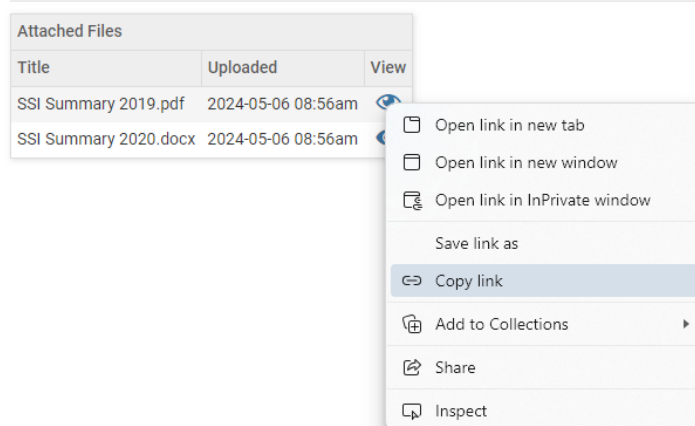 Attached Files
Title Uploaded View
SSI Summary 2019.pdf 2024-05-06 08:56am
SSI Summary 2020.docx 2024-05-06 08:56am
Open link in new tab
Open link in new window
Open link in InPrivate window
Save link as
Copy link
Add to Collections
Share
Inspect